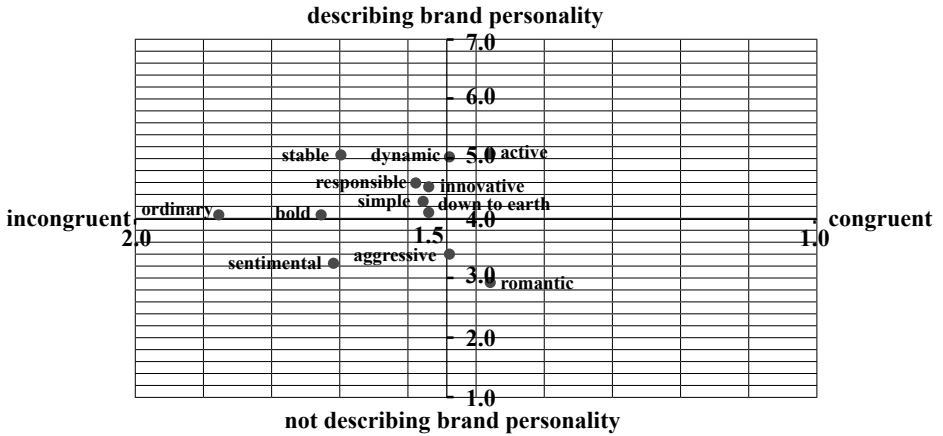 describing brand personality
7.0
6.0
stable dynamic 5.0 active
responsible innovative
simple down to earth
incongruent ordinary bold 4.0 congruent
2.0 1.5 1.0
sentimental aggressive
3.0 romantic
2.0
1.0
not describing brand personality